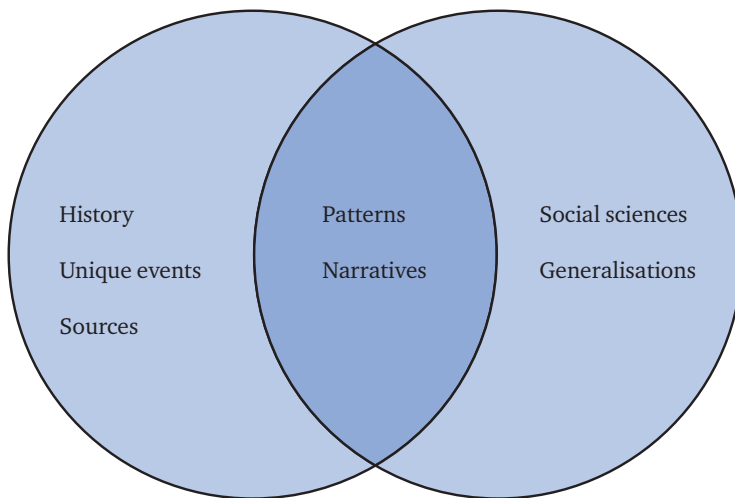 History
Unique events
Sources
Patterns
Narratives
Social sciences
Generalisations